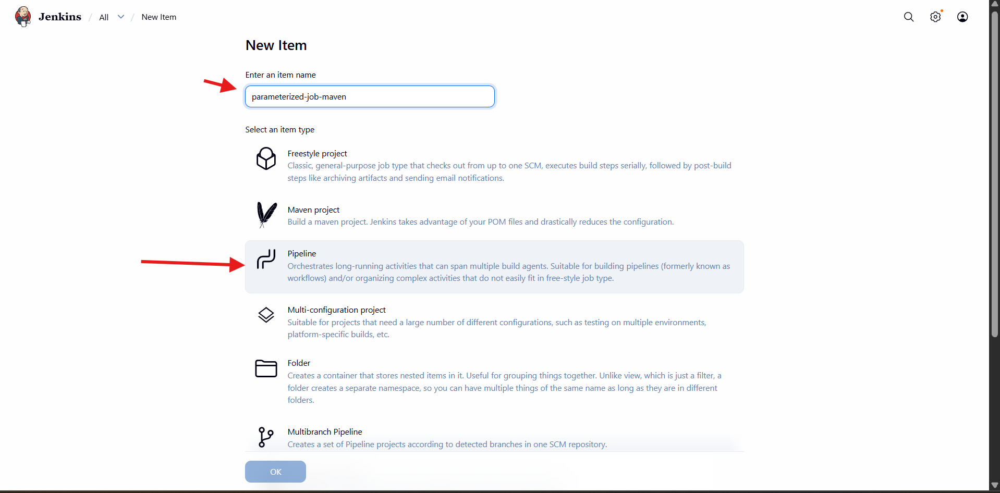 Jenkins / All / New Item
New Item
Enter an item name
parameterized-job-maven
Select an item type
Freestyle project
Classic, general-purpose job type that checks out from up to one SCM, executes build steps serially, followed by post-build
steps like archiving artifacts and sending email notifications.
Maven project
Build a maven project. Jenkins takes advantage of your POM files and drastically reduces the configuration.
Pipeline
Orchestrates long-running activities that can span multiple build agents. Suitable for building pipelines (formerly known as
workflows) and/or organizing complex activities that do not easily fit in free-style job type.
Multi-configuration project
Suitable for projects that need a large number of different configurations, such as testing on multiple environments,
platform-specific builds, etc.
Folder
Creates a container that stores nested items in it. Useful for grouping things together. Unlike view, which is just a filter, a
folder creates a separate namespace, so you can have multiple things of the same name as long as they are in different
folders.
Multibranch Pipeline
Creates a set of Pipeline projects according to detected branches in one SCM repository.
OK